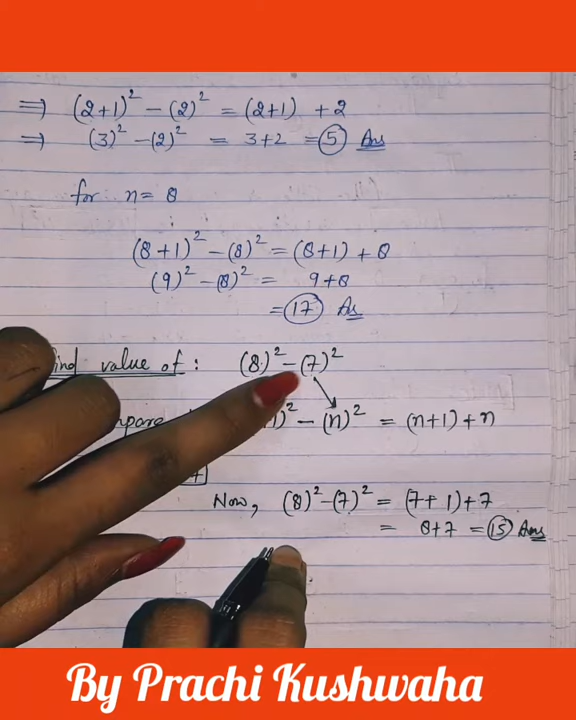 ⇒ (2+1)² − (2)² = (2+1) + 2
⇒ (3)² − (2)² = 3+2 = 5 Ans
for n = 8
(8+1)² − (8)² = (8+1) + 8
(9)² − (8)² = 9+8
= 17 Ans
value of : (8)² − (7)²
− (n)² = (n+1) + n
Now, (8)² − (7)² = (7+1) + 7
= 8+7 = 15 Ans
By Prachi Kushwaha